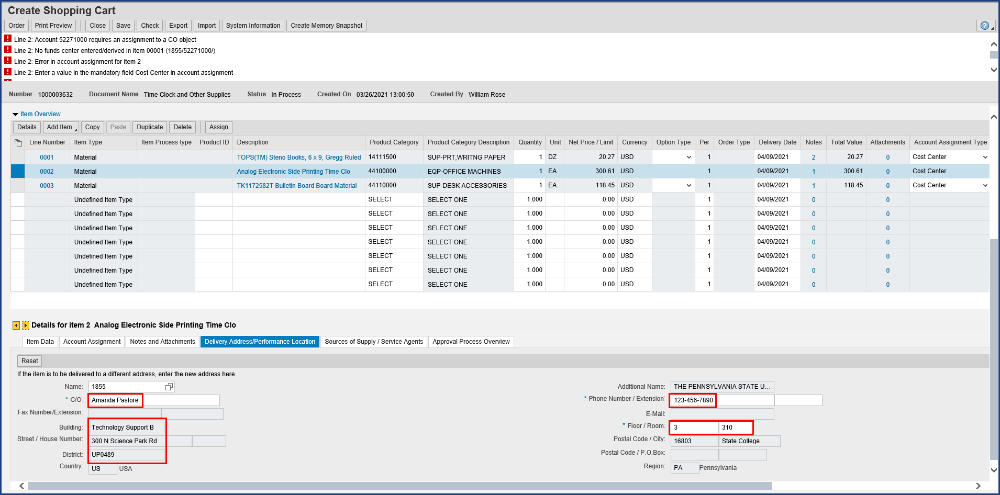 Create Shopping Cart
Order Print Preview Close Save Check Export Import System Information Create Memory Snapshot ?
! Line 2: Account 52271000 requires an assignment to a CO object
! Line 2: No funds center entered/derived in item 00001 (1855/52271000/)
! Line 2: Error in account assignment for item 2
! Line 2: Enter a value in the mandatory field Cost Center in account assignment
Number 1000003632 Document Name Time Clock and Other Supplies Status In Process Created On 03/26/2021 13:00:50 Created By William Rose
Item Overview
Details Add Item Copy Paste Duplicate Delete Assign
Line Number Item Type Item Process type Product ID Description Product Category Product Category Description Quantity Unit Net Price / Limit Currency Option Type Per Order Type Delivery Date Notes Total Value Attachments Account Assignment Type
0001 Material TOPS(TM) Steno Books, 6 x 9, Gregg Ruled 14111500 SUP-PRT,WRITNG PAPER 1 DZ 20.27 USD 1 04/09/2021 2 20.27 0 Cost Center
0002 Material Analog Electronic Side Printing Time Clo 44100000 EQP-OFFICE MACHINES 1 EA 300.61 USD 1 04/09/2021 1 300.61 0 Cost Center
0003 Material TK1172582T Bulletin Board Board Material 44110000 SUP-DESK ACCESSORIES 1 EA 118.45 USD 1 04/09/2021 1 118.45 0 Cost Center
Undefined Item Type SELECT SELECT ONE 1.000 0.00 USD 1 04/09/2021 0 0
Undefined Item Type SELECT SELECT ONE 1.000 0.00 USD 1 04/09/2021 0 0
Undefined Item Type SELECT SELECT ONE 1.000 0.00 USD 1 04/09/2021 0 0
Undefined Item Type SELECT SELECT ONE 1.000 0.00 USD 1 04/09/2021 0 0
Undefined Item Type SELECT SELECT ONE 1.000 0.00 USD 1 04/09/2021 0 0
Undefined Item Type SELECT SELECT ONE 1.000 0.00 USD 1 04/09/2021 0 0
Undefined Item Type SELECT SELECT ONE 1.000 0.00 USD 1 04/09/2021 0 0
Details for item 2 Analog Electronic Side Printing Time Clo
Item Data Account Assignment Notes and Attachments Delivery Address/Performance Location Sources of Supply / Service Agents Approval Process Overview
Reset
If the item is to be delivered to a different address, enter the new address here
Name: 1855 Additional Name: THE PENNSYLVANIA STATE U...
* C/O: Amanda Pastore * Phone Number / Extension: 123-456-7890
Fax Number/Extension: E-Mail:
Building: Technology Support B * Floor / Room: 3 310
Street / House Number: 300 N Science Park Rd Postal Code / City: 16803 State College
District: UP0489 Postal Code / P.O.Box:
Country: US USA Region: PA Pennsylvania